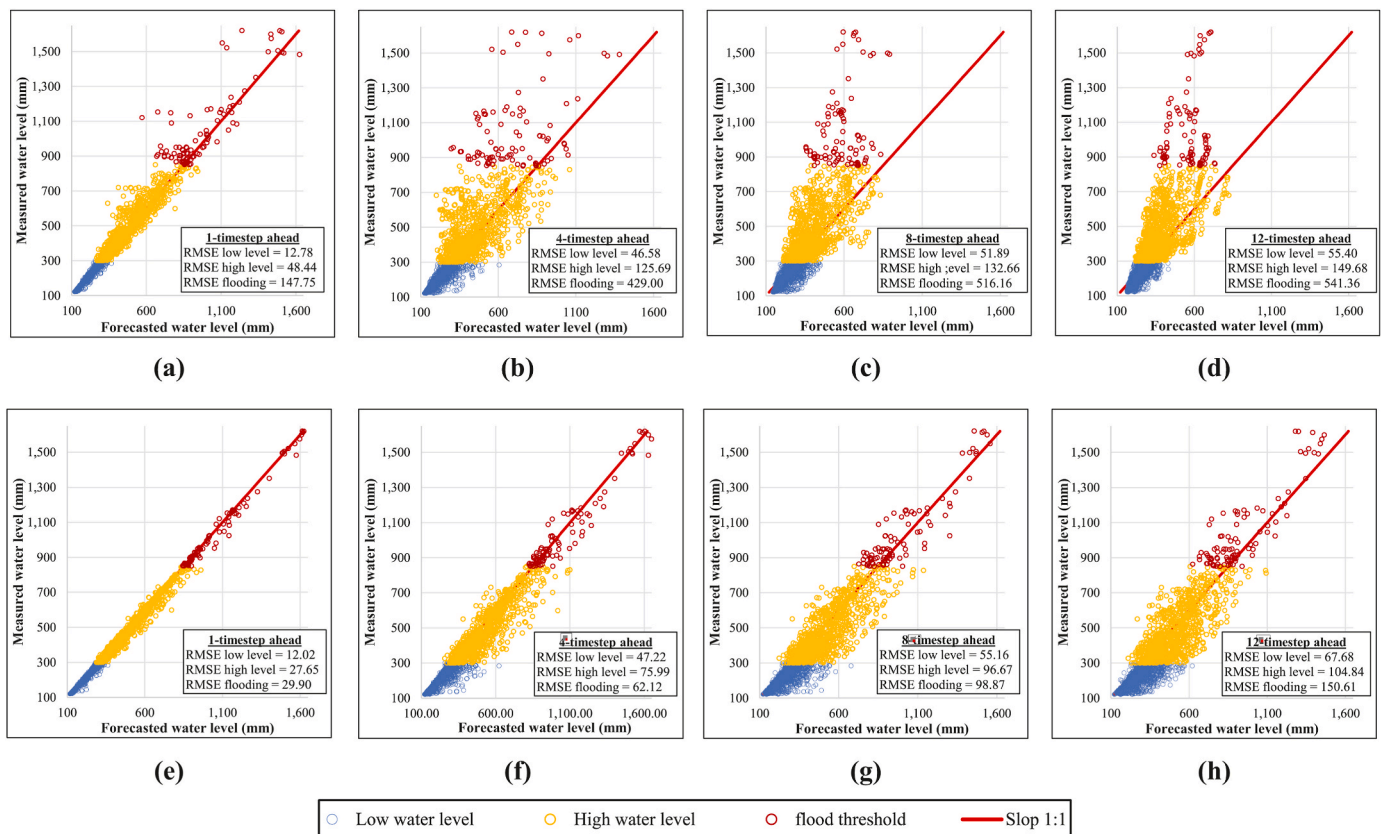 Measured water level (mm)
1,500
1,300
1,100
900
700
500
300
100
1-timestep ahead
RMSE low level = 12.78
RMSE high level = 48.44
RMSE flooding = 147.75
100 600 1,100 1,600
Forecasted water level (mm)
(a)
Measured water level (mm)
1,500
1,300
1,100
900
700
500
300
100
4-timestep ahead
RMSE low level = 46.58
RMSE high level = 125.69
RMSE flooding = 429.00
100 600 1100 1,600
Forecasted water level (mm)
(b)
Measured water level (mm)
1,500
1,300
1,100
900
700
500
300
100
8-timestep ahead
RMSE low level = 51.89
RMSE high ;evel = 132.66
RMSE flooding = 516.16
100 600 1,100 1,600
Forecasted water level (mm)
(c)
Measured water level (mm)
1,500
1,300
1,100
900
700
500
300
100
12-timestep ahead
RMSE low level = 55.40
RMSE high level = 149.68
RMSE flooding = 541.36
100 600 1,100 1,600
Forecasted water level (mm)
(d)
Measured water level (mm)
1,500
1,300
1,100
900
700
500
300
100
1-timestep ahead
RMSE low level = 12.02
RMSE high level = 27.65
RMSE flooding = 29.90
100 600 1,100 1,600
Forecasted water level (mm)
(e)
Measured water level (mm)
1,500
1,300
1,100
900
700
500
300
100
4-timestep ahead
RMSE low level = 47.22
RMSE high level = 75.99
RMSE flooding = 62.12
100.00 600.00 1,100.00 1,600.00
Forecasted water level (mm)
(f)
Measured water level (mm)
1,500
1,300
1,100
900
700
500
300
100
8-timestep ahead
RMSE low level = 55.16
RMSE high level = 96.67
RMSE flooding = 98.87
100 600 1,100 1,600
Forecasted water level (mm)
(g)
Measured water level (mm)
1,500
1,300
1,100
900
700
500
300
100
12-timestep ahead
RMSE low level = 67.68
RMSE high level = 104.84
RMSE flooding = 150.61
100 600 1,100 1,600
Forecasted water level (mm)
(h)
Low water level High water level flood threshold Slop 1:1